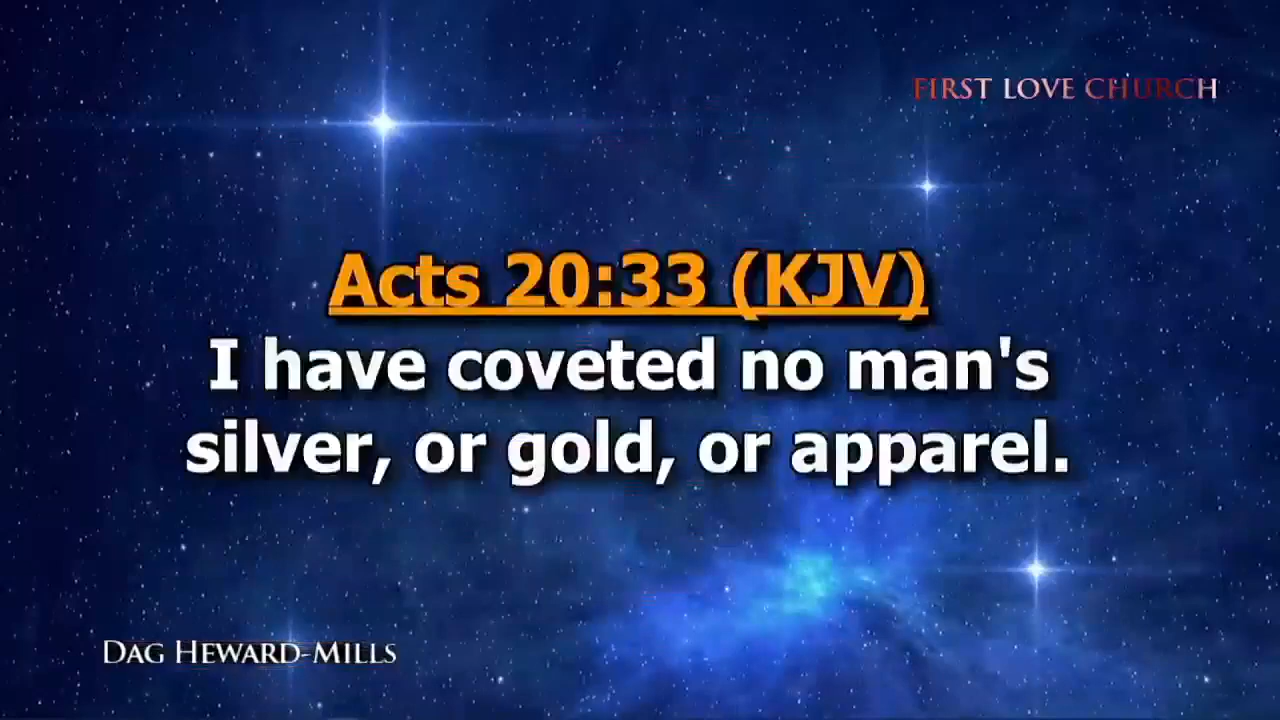 FIRST LOVE CHURCH
Acts 20:33 (KJV)
I have coveted no man's
silver, or gold, or apparel.
DAG HEWARD-MILLS